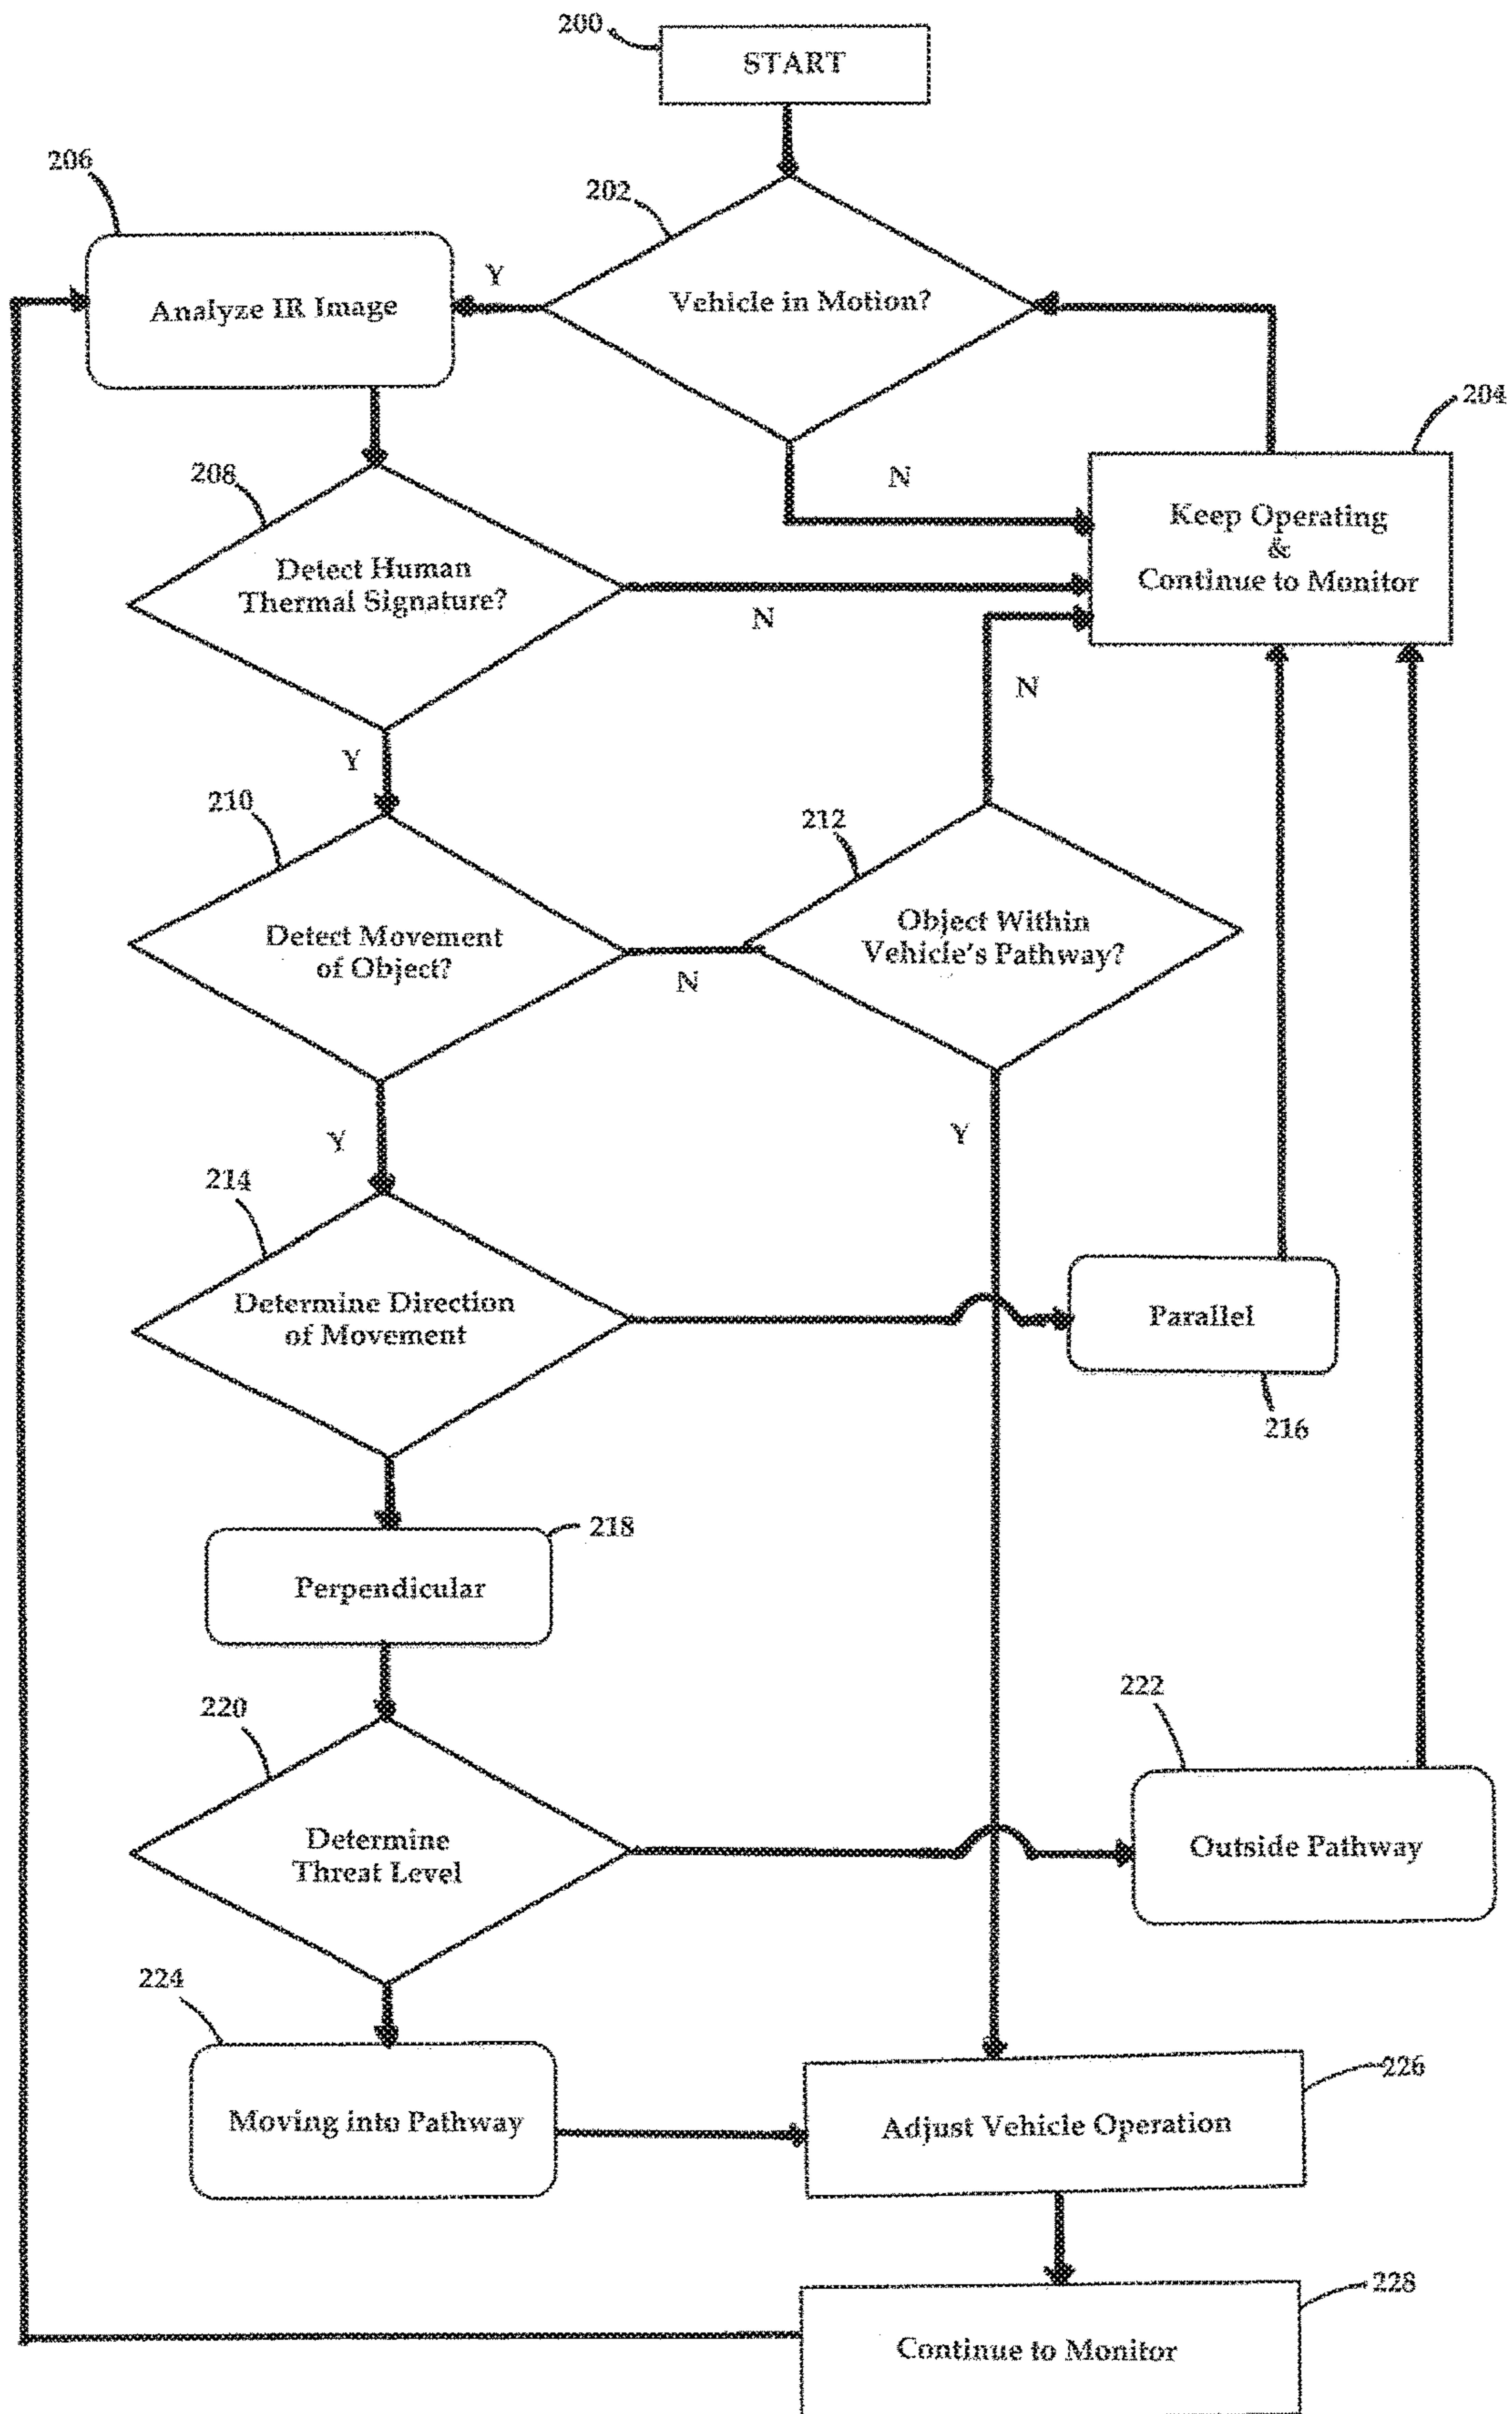 200
START
206
202
Y
Analyze IR Image
Vehicle in Motion?
204
208
N
Keep Operating
&
Continue to Monitor
Detect Human
Thermal Signature?
N
N
Y
210
212
Detect Movement
of Object?
N
Object Within
Vehicle's Pathway?
Y
Y
214
Determine Direction
of Movement
Parallel
216
218
Perpendicular
220
222
Determine
Threat Level
Outside Pathway
224
226
Moving into Pathway
Adjust Vehicle Operation
228
Continue to Monitor